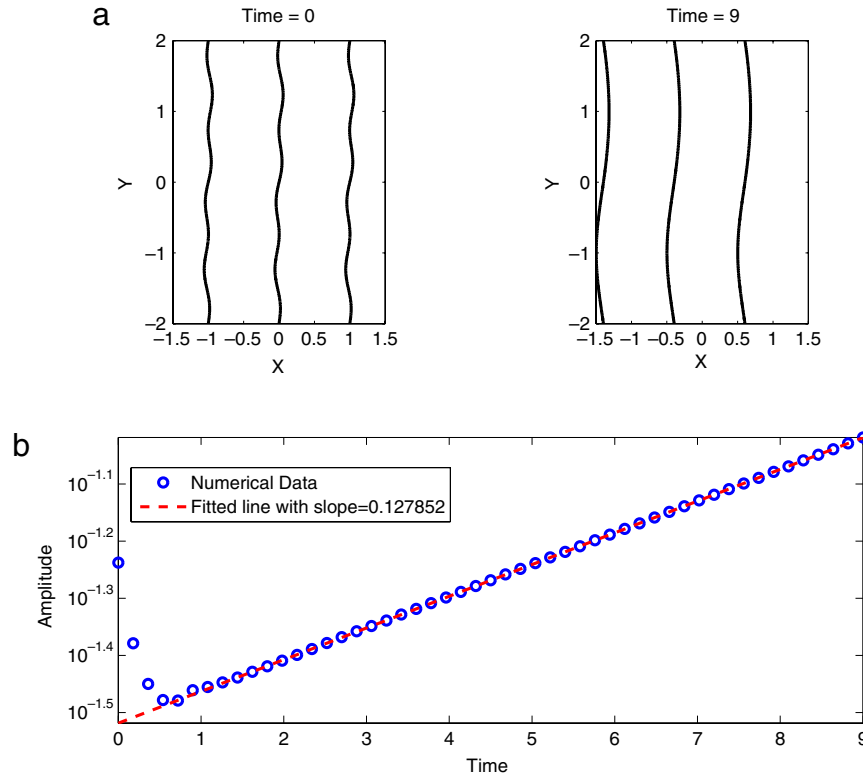 a
Time = 0
Time = 9
2
1
0
−1
−2
Y
−1.5 −1 −0.5 0 0.5 1 1.5
X
2
1
0
−1
−2
Y
−1.5 −1 −0.5 0 0.5 1 1.5
X
b
10^−1.1
10^−1.2
10^−1.3
10^−1.4
10^−1.5
Amplitude
Numerical Data
Fitted line with slope=0.127852
0 1 2 3 4 5 6 7 8 9
Time